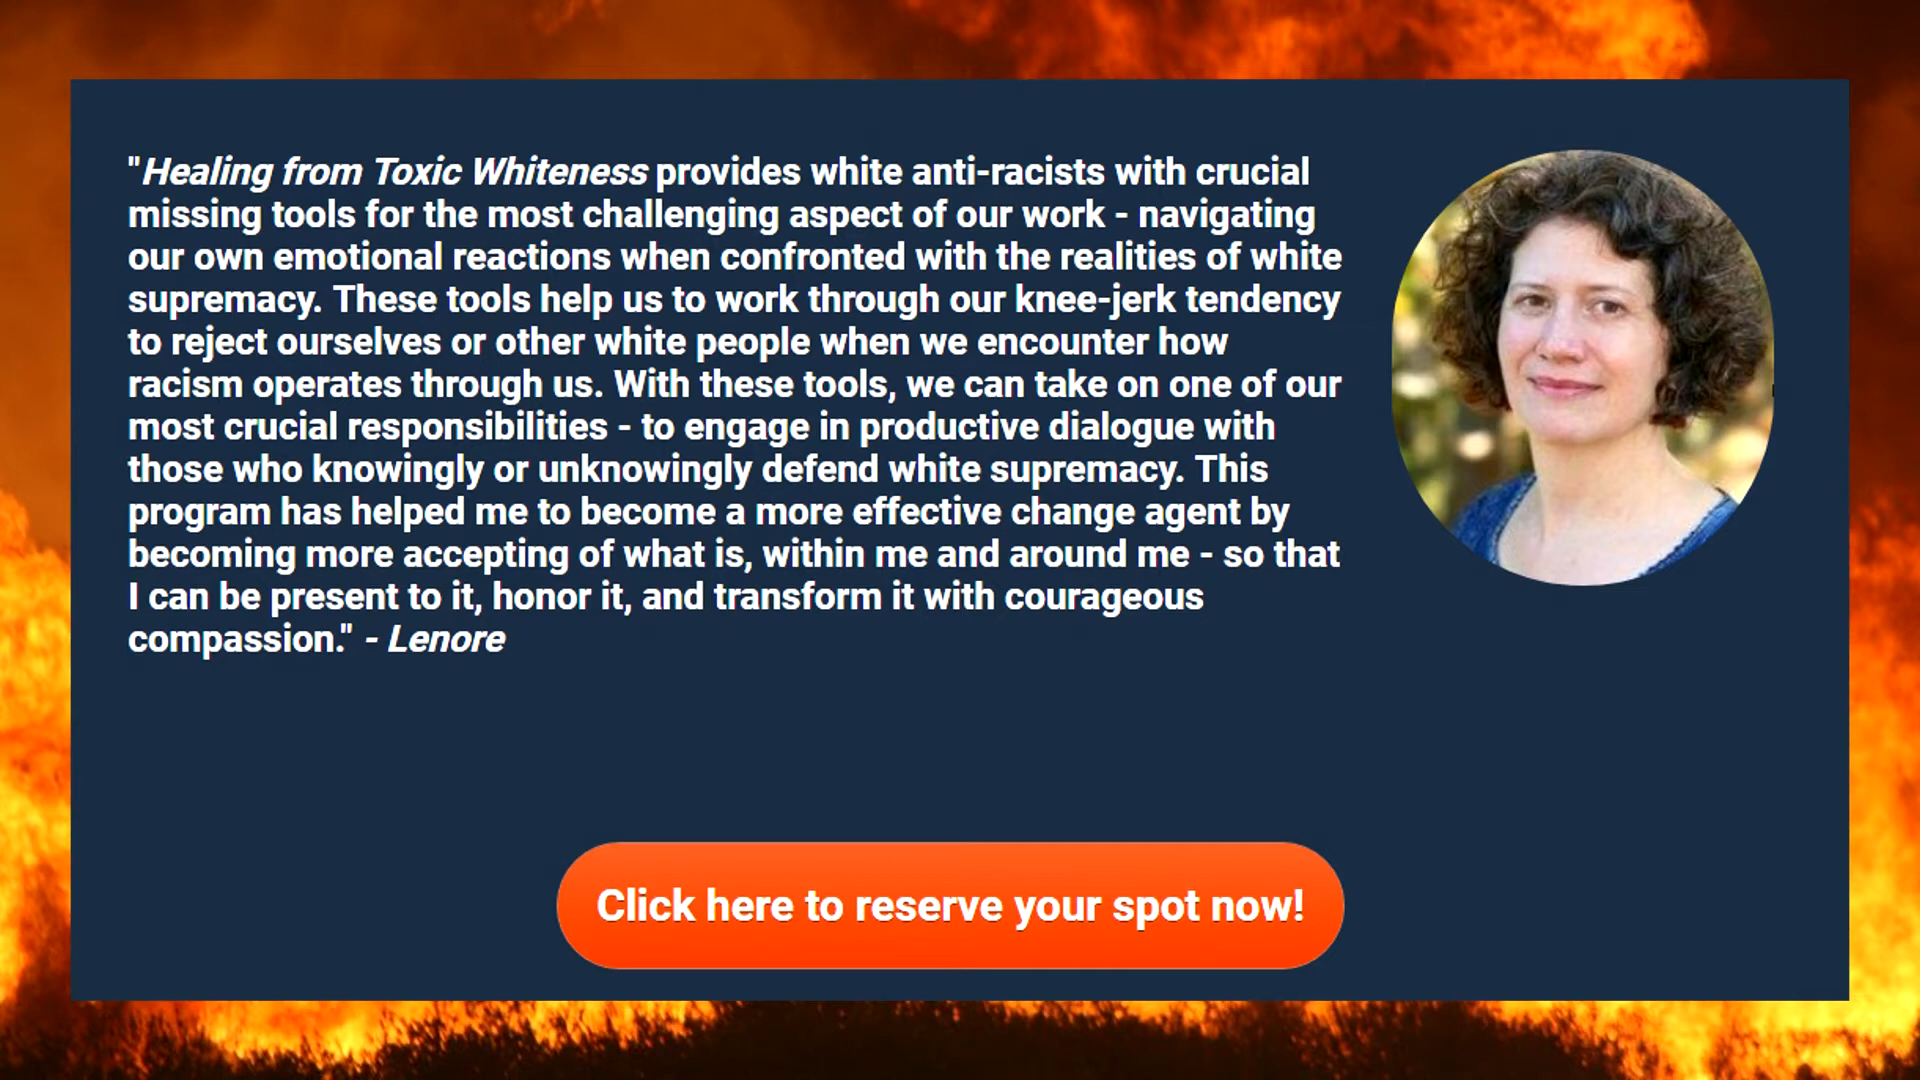 "Healing from Toxic Whiteness provides white anti-racists with crucial
missing tools for the most challenging aspect of our work - navigating
our own emotional reactions when confronted with the realities of white
supremacy. These tools help us to work through our knee-jerk tendency
to reject ourselves or other white people when we encounter how
racism operates through us. With these tools, we can take on one of our
most crucial responsibilities - to engage in productive dialogue with
those who knowingly or unknowingly defend white supremacy. This
program has helped me to become a more effective change agent by
becoming more accepting of what is, within me and around me - so that
I can be present to it, honor it, and transform it with courageous
compassion." - Lenore
Click here to reserve your spot now!